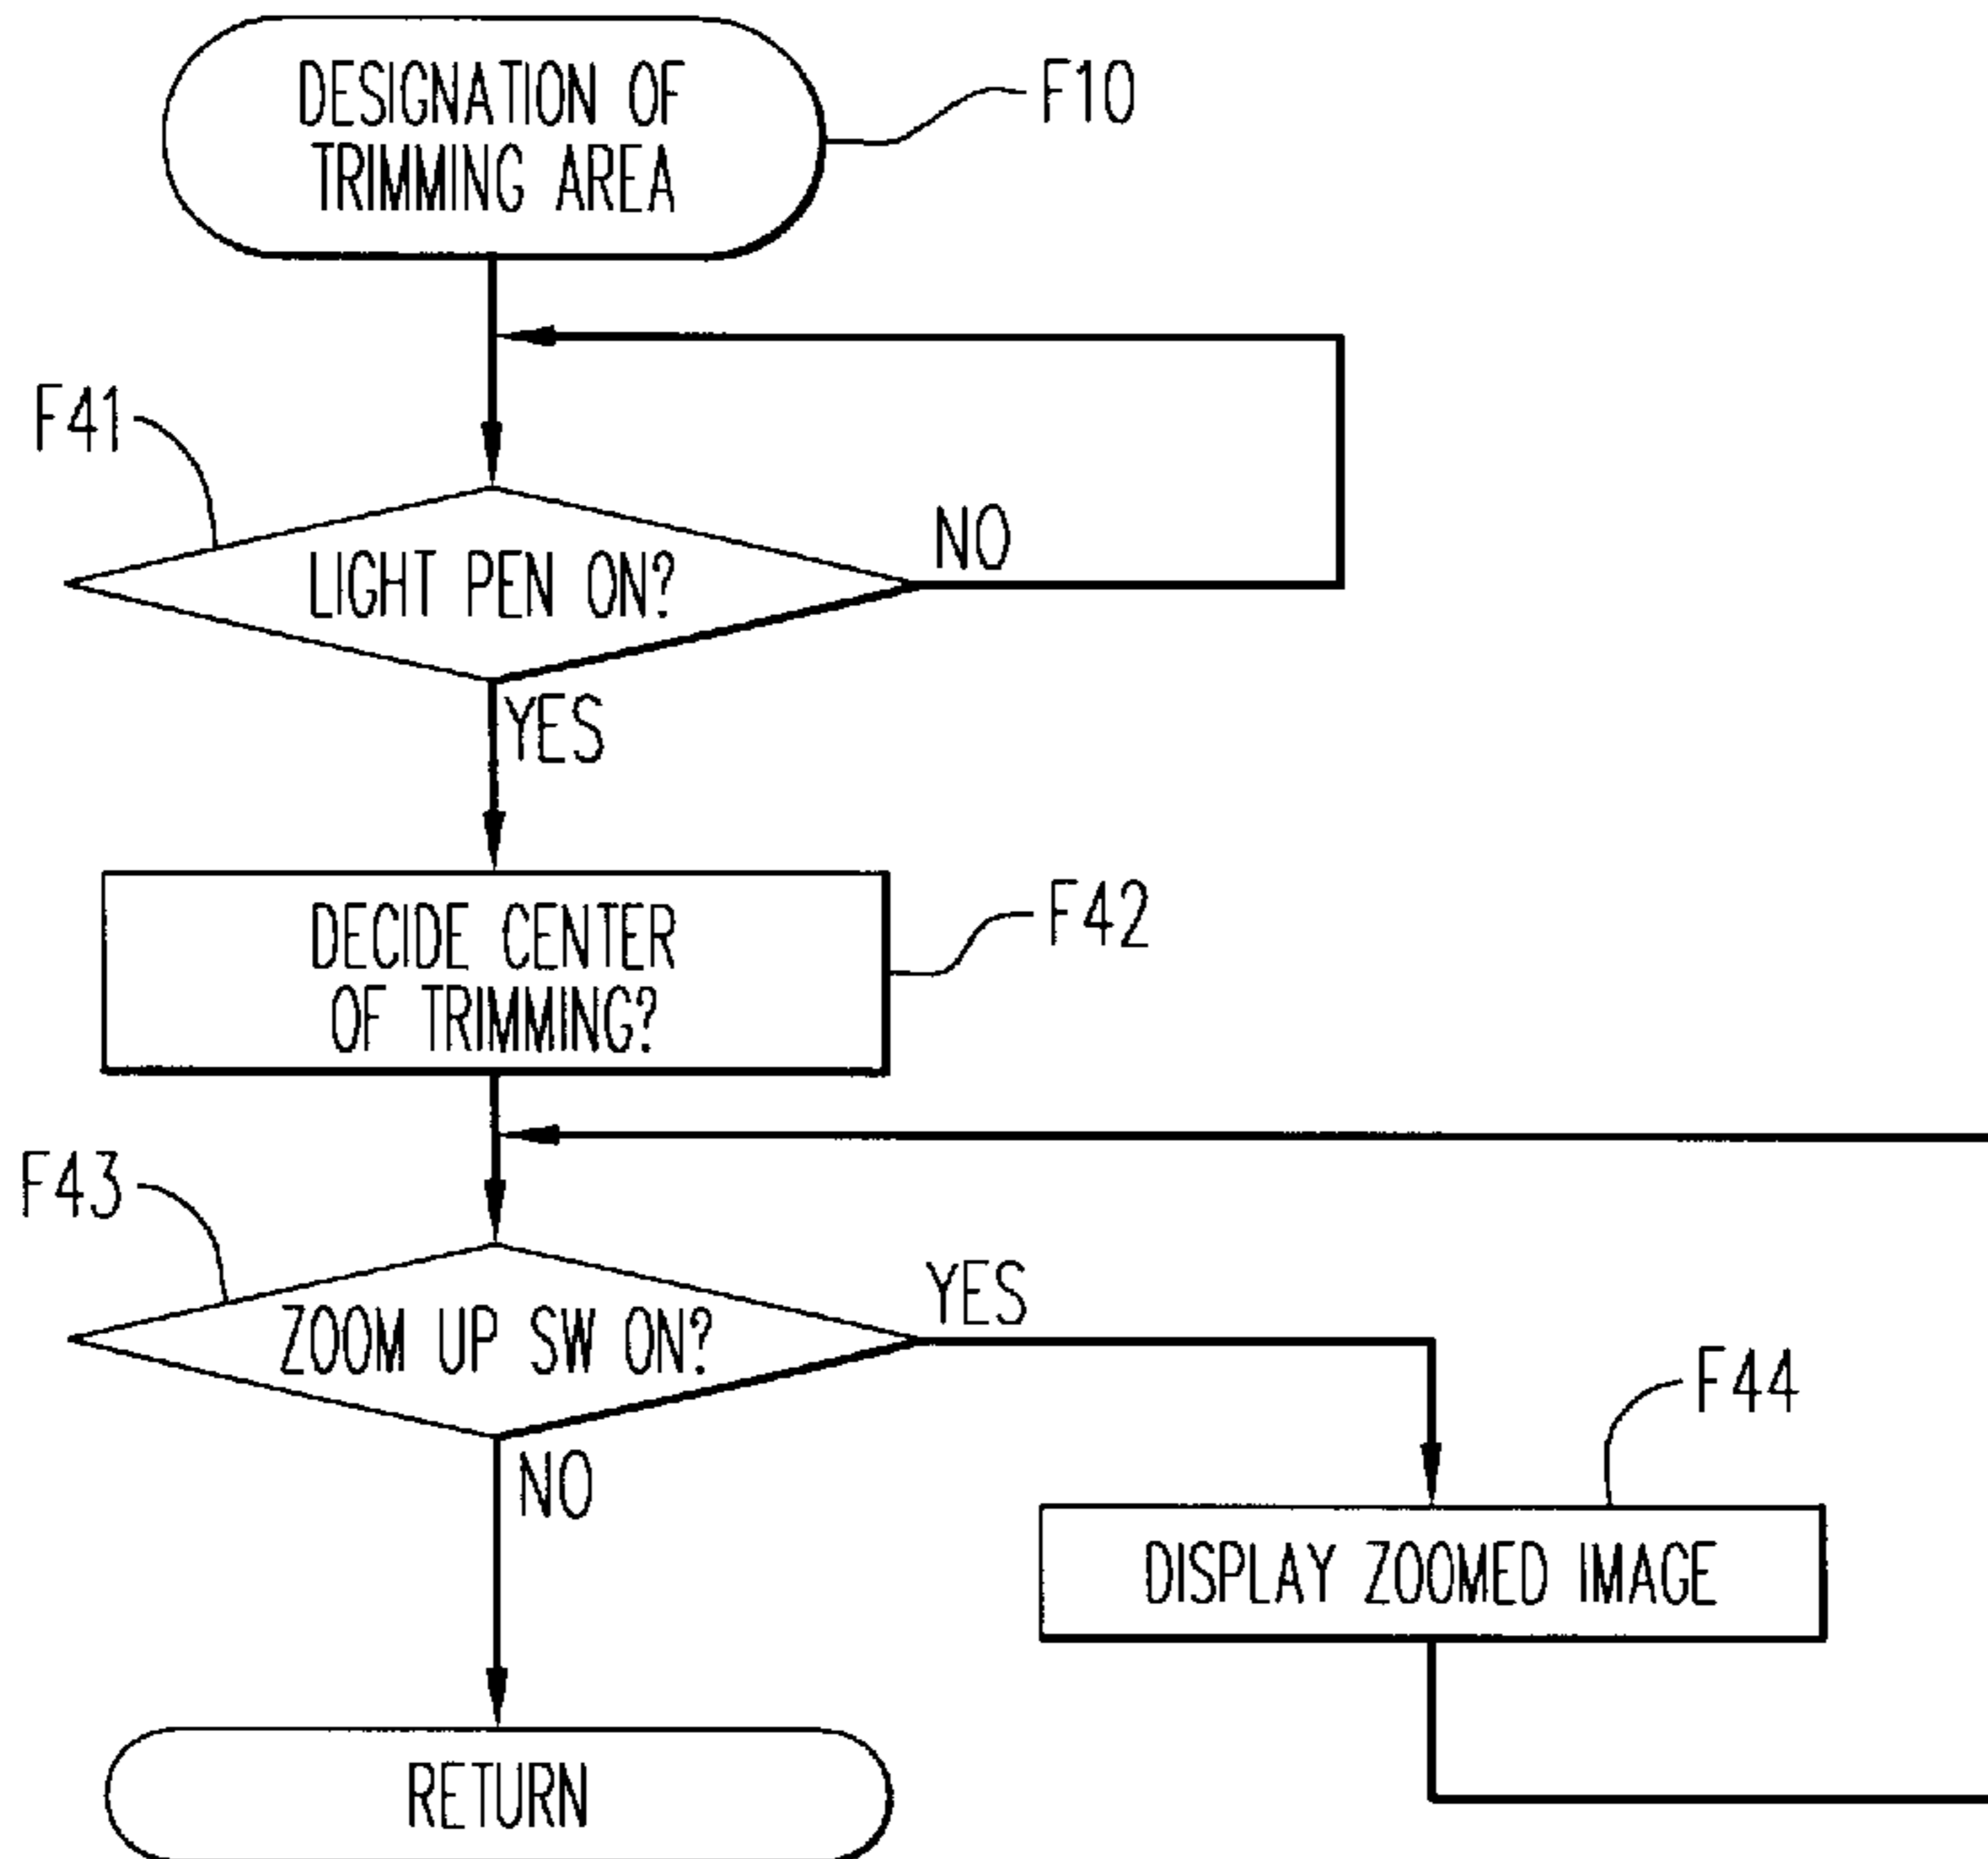 DESIGNATION OF
TRIMMING AREA
F10
F41
LIGHT PEN ON?
NO
YES
DECIDE CENTER
OF TRIMMING?
F42
F43
ZOOM UP SW ON?
YES
NO
F44
DISPLAY ZOOMED IMAGE
RETURN